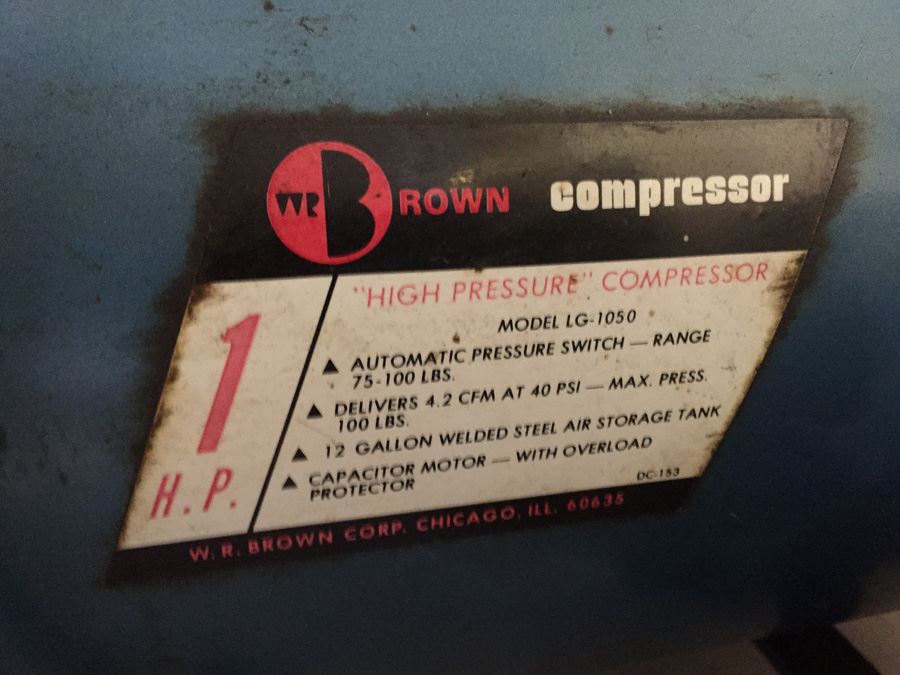 WR BROWN compressor
"HIGH PRESSURE" COMPRESSOR
MODEL LG-1050
1
H.P.
▲ AUTOMATIC PRESSURE SWITCH — RANGE
75-100 LBS.
▲ DELIVERS 4.2 CFM AT 40 PSI — MAX. PRESS.
100 LBS.
▲ 12 GALLON WELDED STEEL AIR STORAGE TANK
▲ CAPACITOR MOTOR — WITH OVERLOAD
PROTECTOR
DC-153
W. R. BROWN CORP. CHICAGO, ILL. 60635